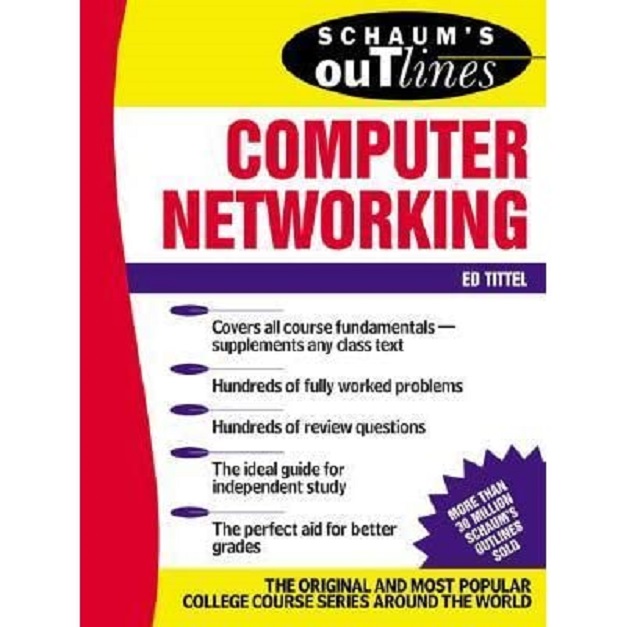 SCHAUM'S
ouTlines
COMPUTER
NETWORKING
ED TITTEL
Covers all course fundamentals —
supplements any class text
Hundreds of fully worked problems
Hundreds of review questions
The ideal guide for
independent study
The perfect aid for better
grades
MORE THAN
30 MILLION
SCHAUM'S
OUTLINES
SOLD
THE ORIGINAL AND MOST POPULAR
COLLEGE COURSE SERIES AROUND THE WORLD